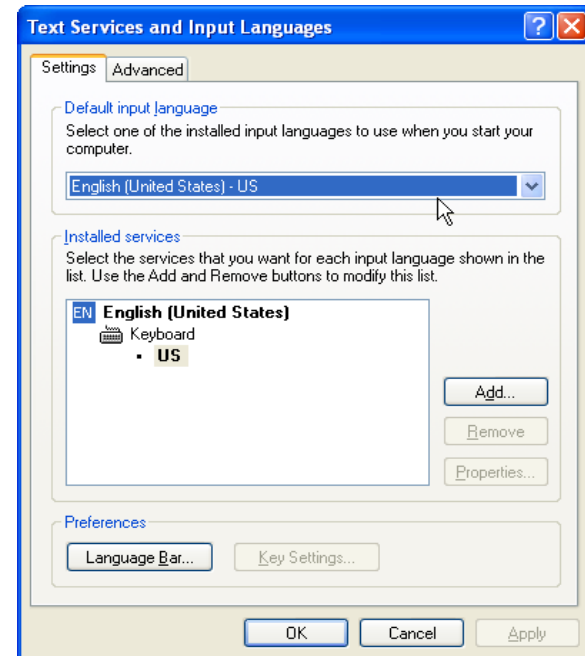 Text Services and Input Languages
Settings
Advanced
Default input language
Select one of the installed input languages to use when you start your
computer.
English (United States) - US
Installed services
Select the services that you want for each input language shown in the
list. Use the Add and Remove buttons to modify this list.
EN English (United States)
Keyboard
• US
Add...
Remove
Properties...
Preferences
Language Bar...
Key Settings...
OK
Cancel
Apply